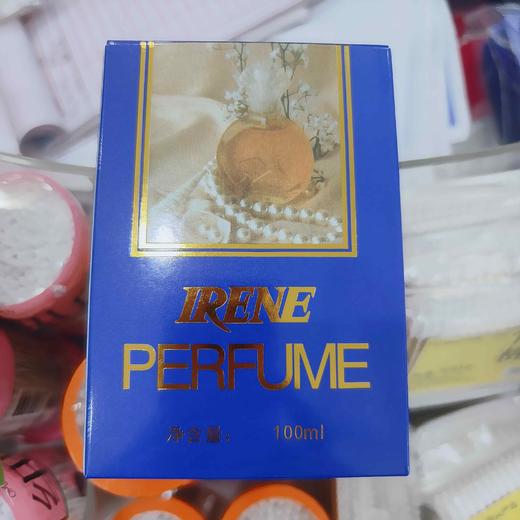 IRENE
PERFUME
净含量： 100ml